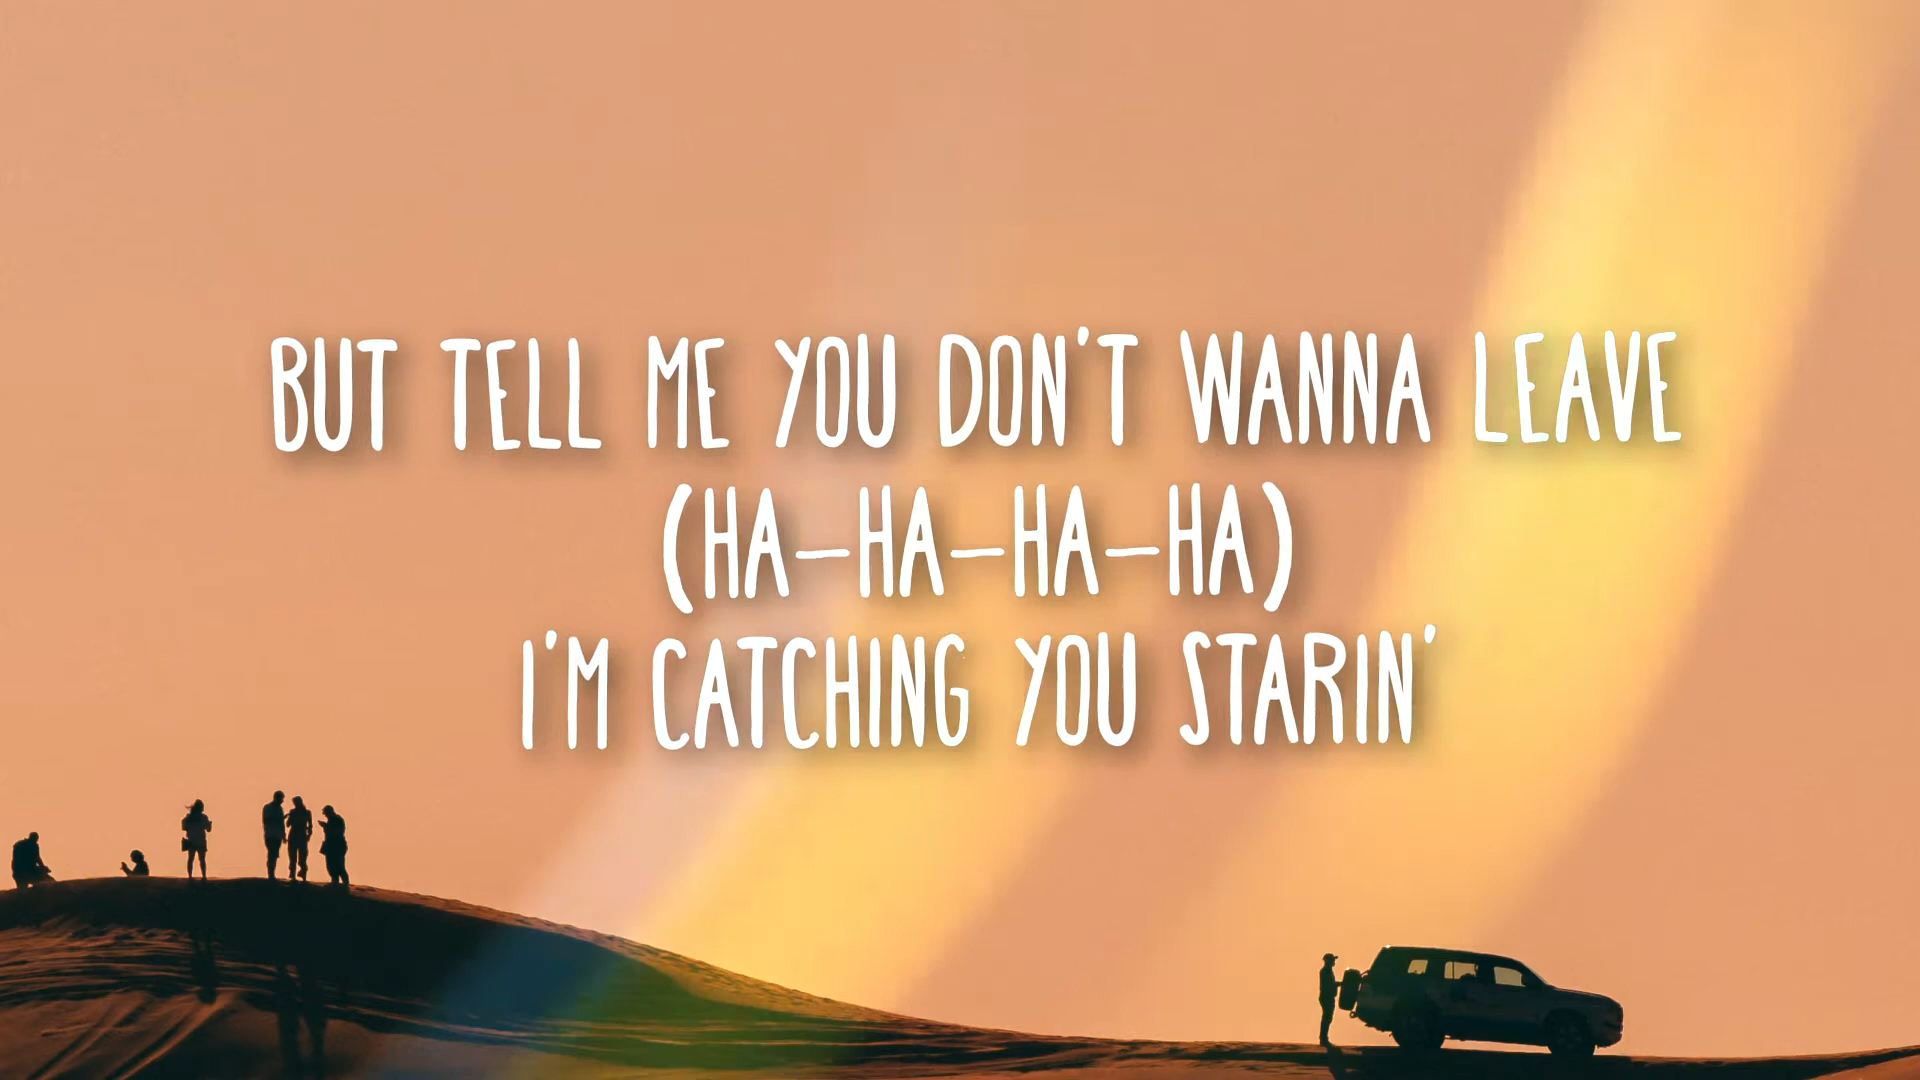 BUT TELL ME YOU DON'T WANNA LEAVE
(HA-HA-HA-HA)
I'M CATCHING YOU STARIN'